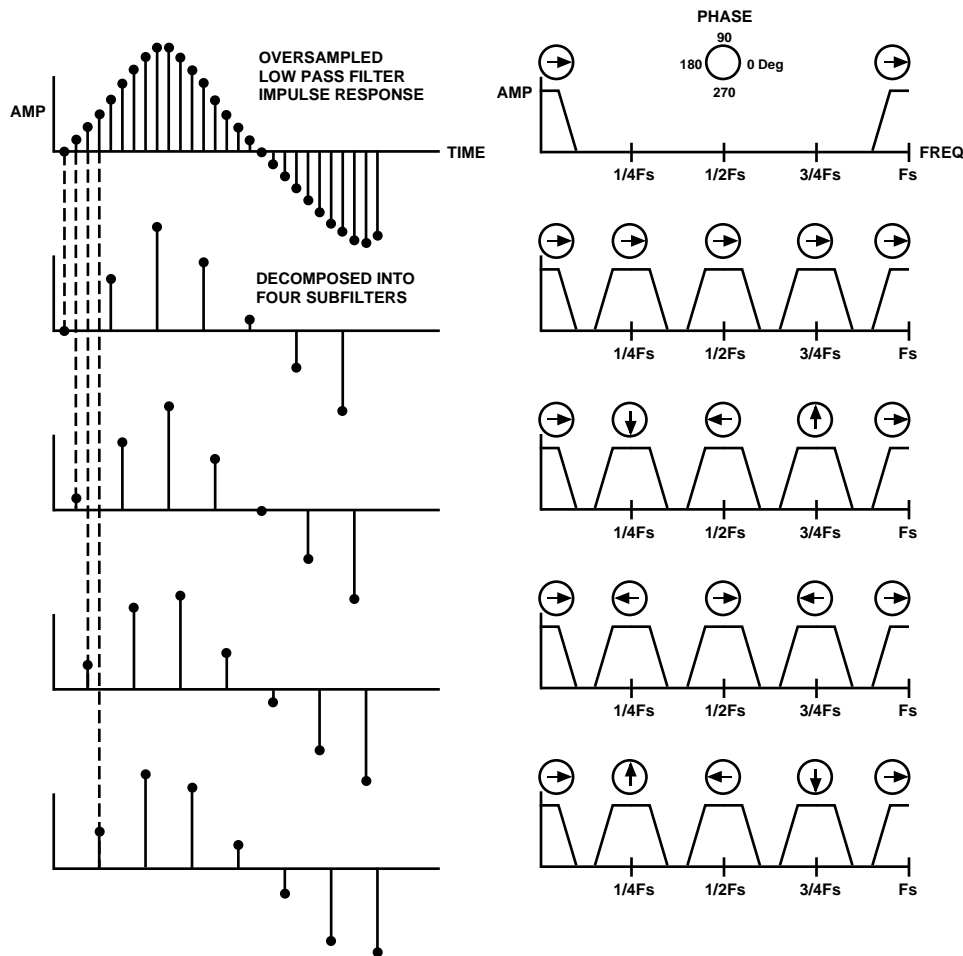 OVERSAMPLED
LOW PASS FILTER
IMPULSE RESPONSE
AMP
TIME
PHASE
90
180
0 Deg
270
AMP
FREQ
1/4Fs 1/2Fs 3/4Fs Fs
DECOMPOSED INTO
FOUR SUBFILTERS
1/4Fs 1/2Fs 3/4Fs Fs
1/4Fs 1/2Fs 3/4Fs Fs
1/4Fs 1/2Fs 3/4Fs Fs
1/4Fs 1/2Fs 3/4Fs Fs